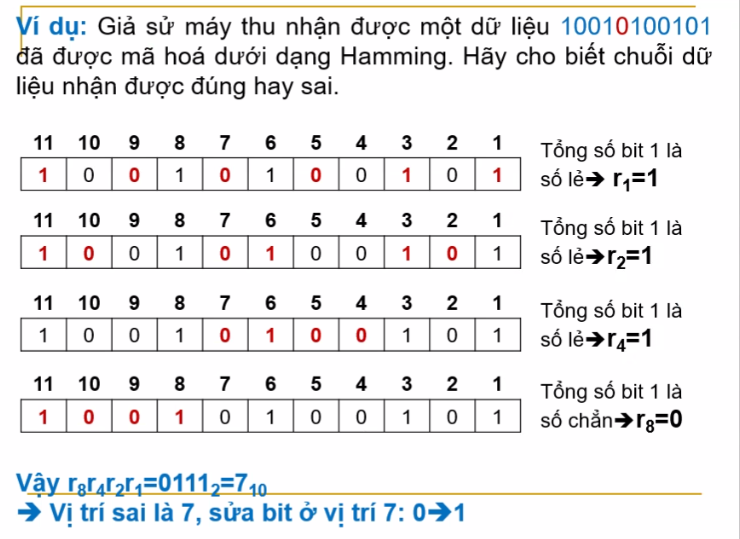 Ví dụ: Giả sử máy thu nhận được một dữ liệu 10010100101
đã được mã hoá dưới dạng Hamming. Hãy cho biết chuỗi dữ
liệu nhận được đúng hay sai.
11 10 9 8 7 6 5 4 3 2 1
1 0 0 1 0 1 0 0 1 0 1
Tổng số bit 1 là
số lẻ➔ r₁=1
11 10 9 8 7 6 5 4 3 2 1
1 0 0 1 0 1 0 0 1 0 1
Tổng số bit 1 là
số lẻ➔r₂=1
11 10 9 8 7 6 5 4 3 2 1
1 0 0 1 0 1 0 0 1 0 1
Tổng số bit 1 là
số lẻ➔r₄=1
11 10 9 8 7 6 5 4 3 2 1
1 0 0 1 0 1 0 0 1 0 1
Tổng số bit 1 là
số chẳn➔r₈=0
Vậy r₈r₄r₂r₁=0111₂=7₁₀
➔ Vị trí sai là 7, sửa bit ở vị trí 7: 0➔1